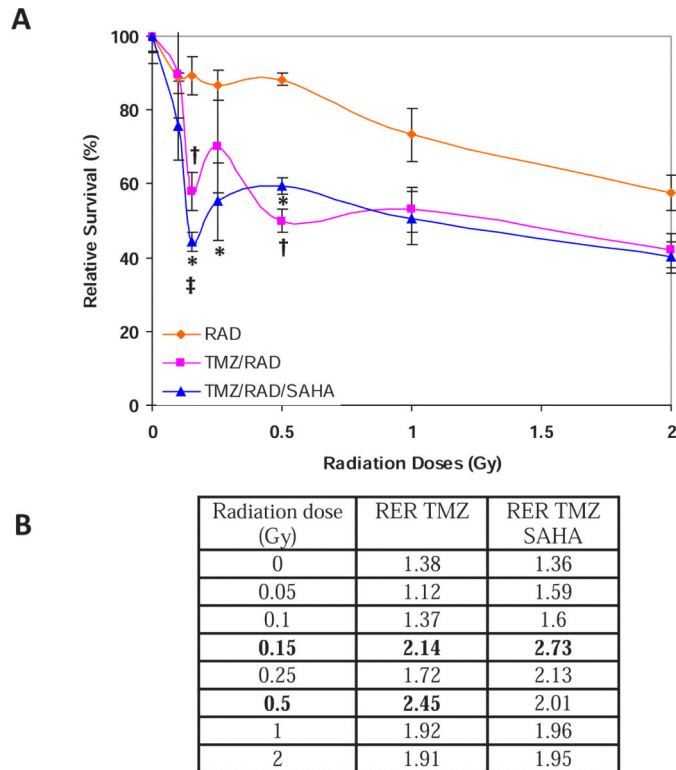 A
100
80
60
40
20
0
Relative Survival (%)
†
*
‡
*
*
†
RAD
TMZ/RAD
TMZ/RAD/SAHA
0 0.5 1 1.5 2
Radiation Doses (Gy)
B
Radiation dose (Gy) RER TMZ RER TMZ SAHA
0 1.38 1.36
0.05 1.12 1.59
0.1 1.37 1.6
0.15 2.14 2.73
0.25 1.72 2.13
0.5 2.45 2.01
1 1.92 1.96
2 1.91 1.95